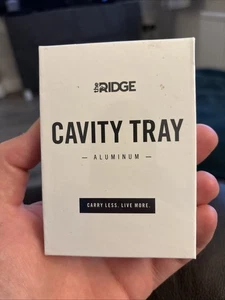 THE RIDGE
CAVITY TRAY
— ALUMINUM —
CARRY LESS. LIVE MORE.